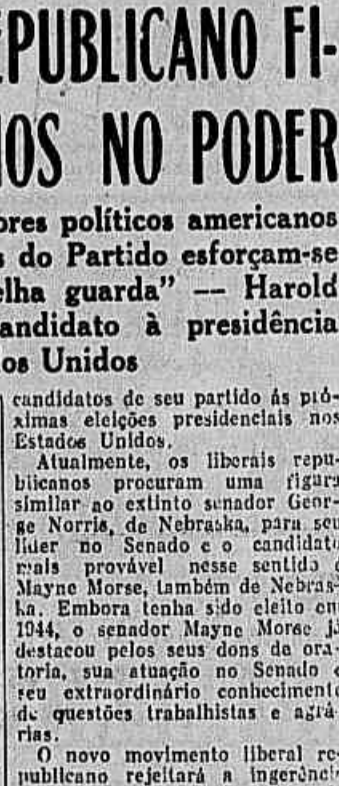 EPUBLICANO FI-
OS NO PODER
ores políticos americanos
s do Partido esforçam-se
elha guarda" — Harold
andidato à presidência
os Unidos
candidatos de seu partido ás pró-
ximas eleições presidenciais nos
Estados Unidos.
Atualmente, os liberais repu-
blicanos procuram uma figura
similar ao extinto senador Geor-
ge Norris, de Nebraska, para seu
lider no Senado e o candidato
mais provável nesse sentido é
Mayne Morse, também de Nebras-
ka. Embora tenha sido eleito em
1944, o senador Mayne Morse já
destacou pelos seus dons de ora-
toria, sua atuação no Senado e
seu extraordinário conhecimento
de questões trabalhistas e agrá-
rias.
O novo movimento liberal re-
publicano rejeitará a ingerênci